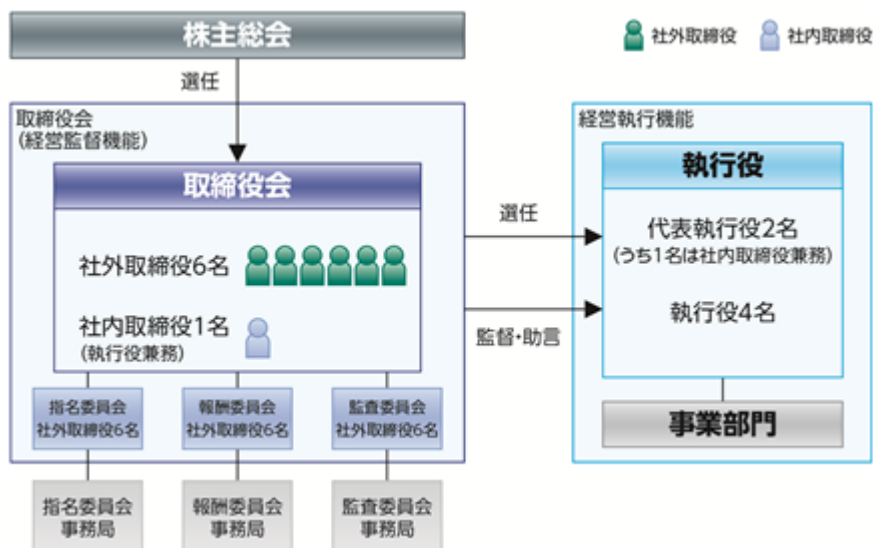 株主総会
社外取締役
社内取締役
選任
取締役会
(経営監督機能)
取締役会
社外取締役6名
社内取締役1名
(執行役兼務)
指名委員会
社外取締役6名
報酬委員会
社外取締役6名
監査委員会
社外取締役6名
指名委員会
事務局
報酬委員会
事務局
監査委員会
事務局
選任
監督・助言
経営執行機能
執行役
代表執行役2名
(うち1名は社内取締役兼務)
執行役4名
事業部門